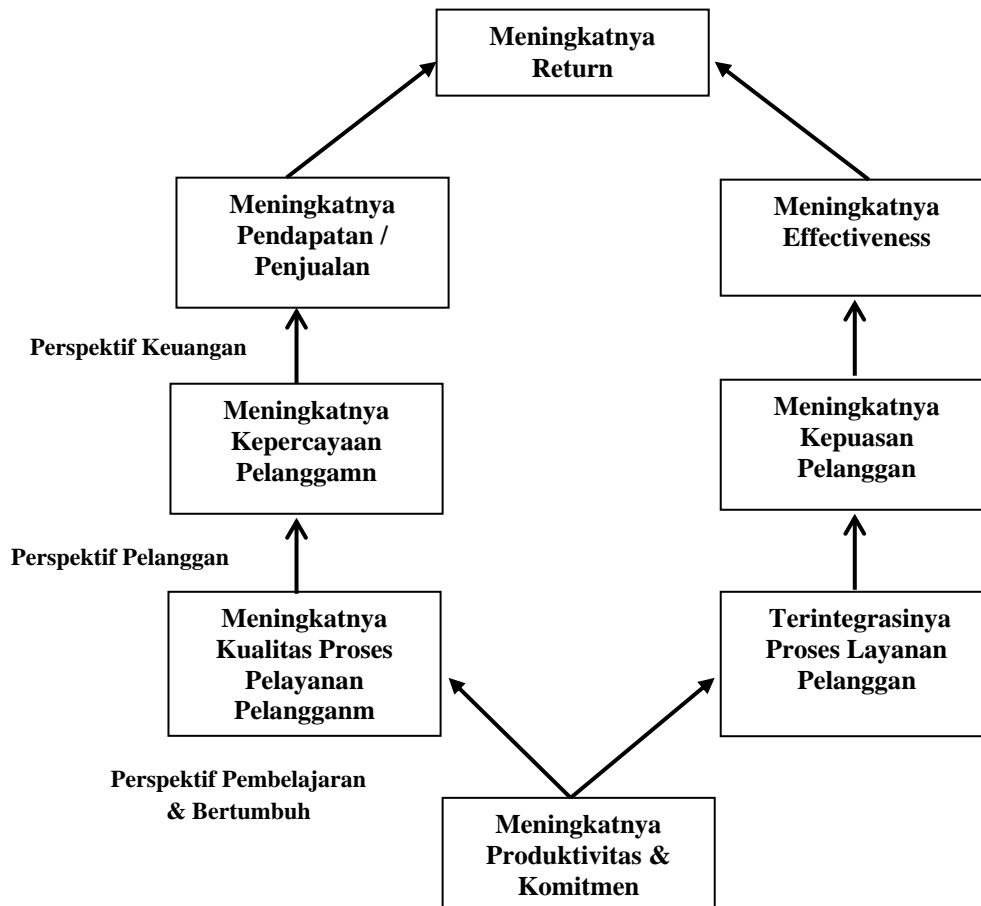 Meningkatnya
Return
Meningkatnya
Pendapatan /
Penjualan
Meningkatnya
Effectiveness
Perspektif Keuangan
Meningkatnya
Kepercayaan
Pelanggamn
Meningkatnya
Kepuasan
Pelanggan
Perspektif Pelanggan
Meningkatnya
Kualitas Proses
Pelayanan
Pelangganm
Terintegrasinya
Proses Layanan
Pelanggan
Perspektif Pembelajaran
& Bertumbuh
Meningkatnya
Produktivitas &
Komitmen